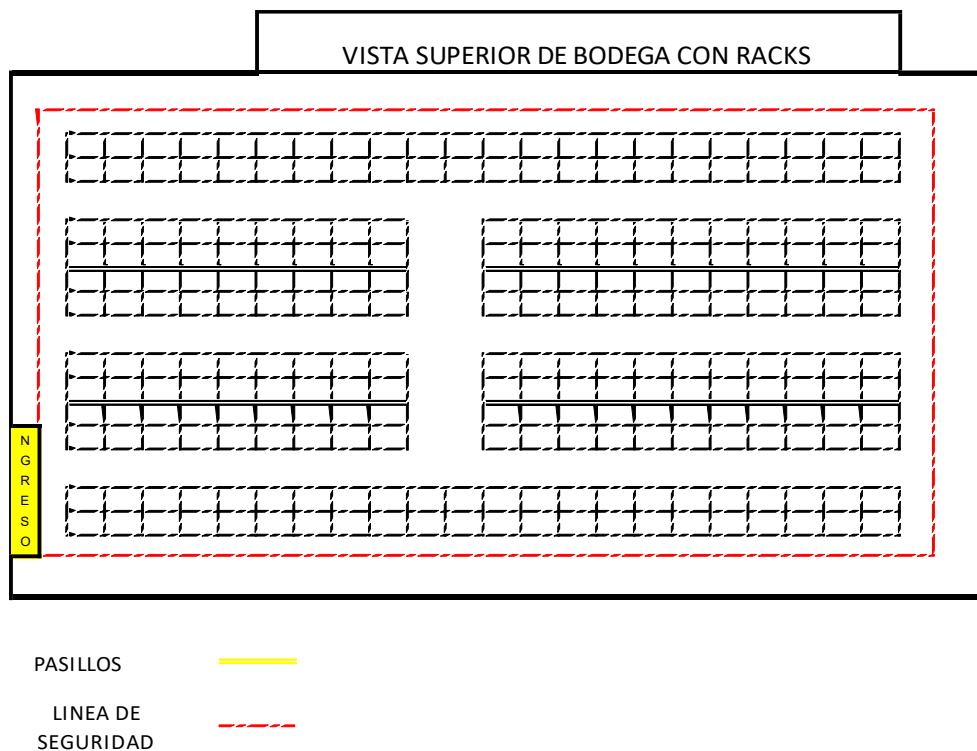 VISTA SUPERIOR DE BODEGA CON RACKS
N
G
R
E
S
O
PASILLOS
LINEA DE
SEGURIDAD